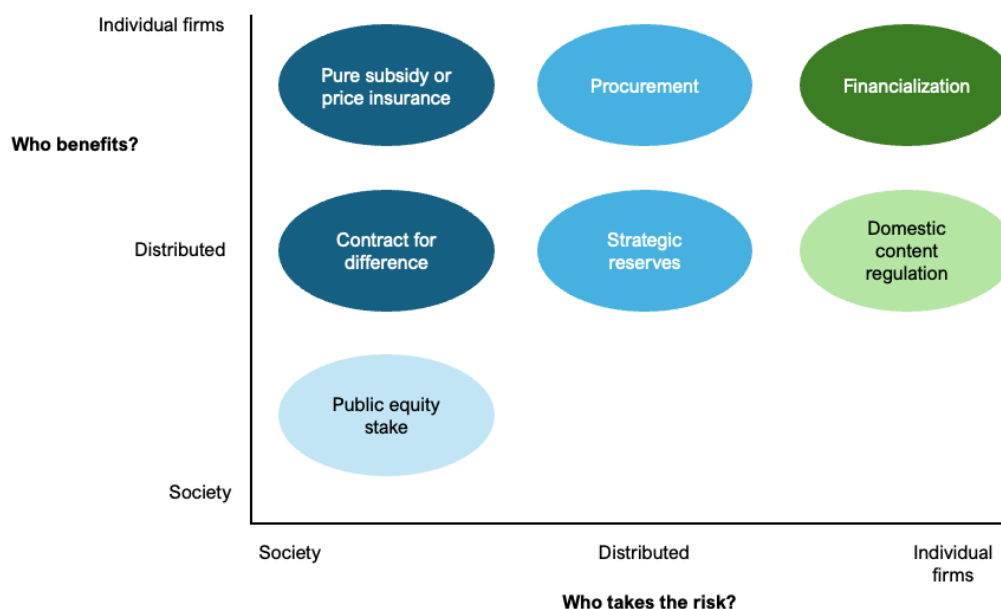 Individual firms
Pure subsidy or
price insurance
Procurement
Financialization
Who benefits?
Distributed
Contract for
difference
Strategic
reserves
Domestic
content
regulation
Public equity
stake
Society
Society
Distributed
Individual
firms
Who takes the risk?